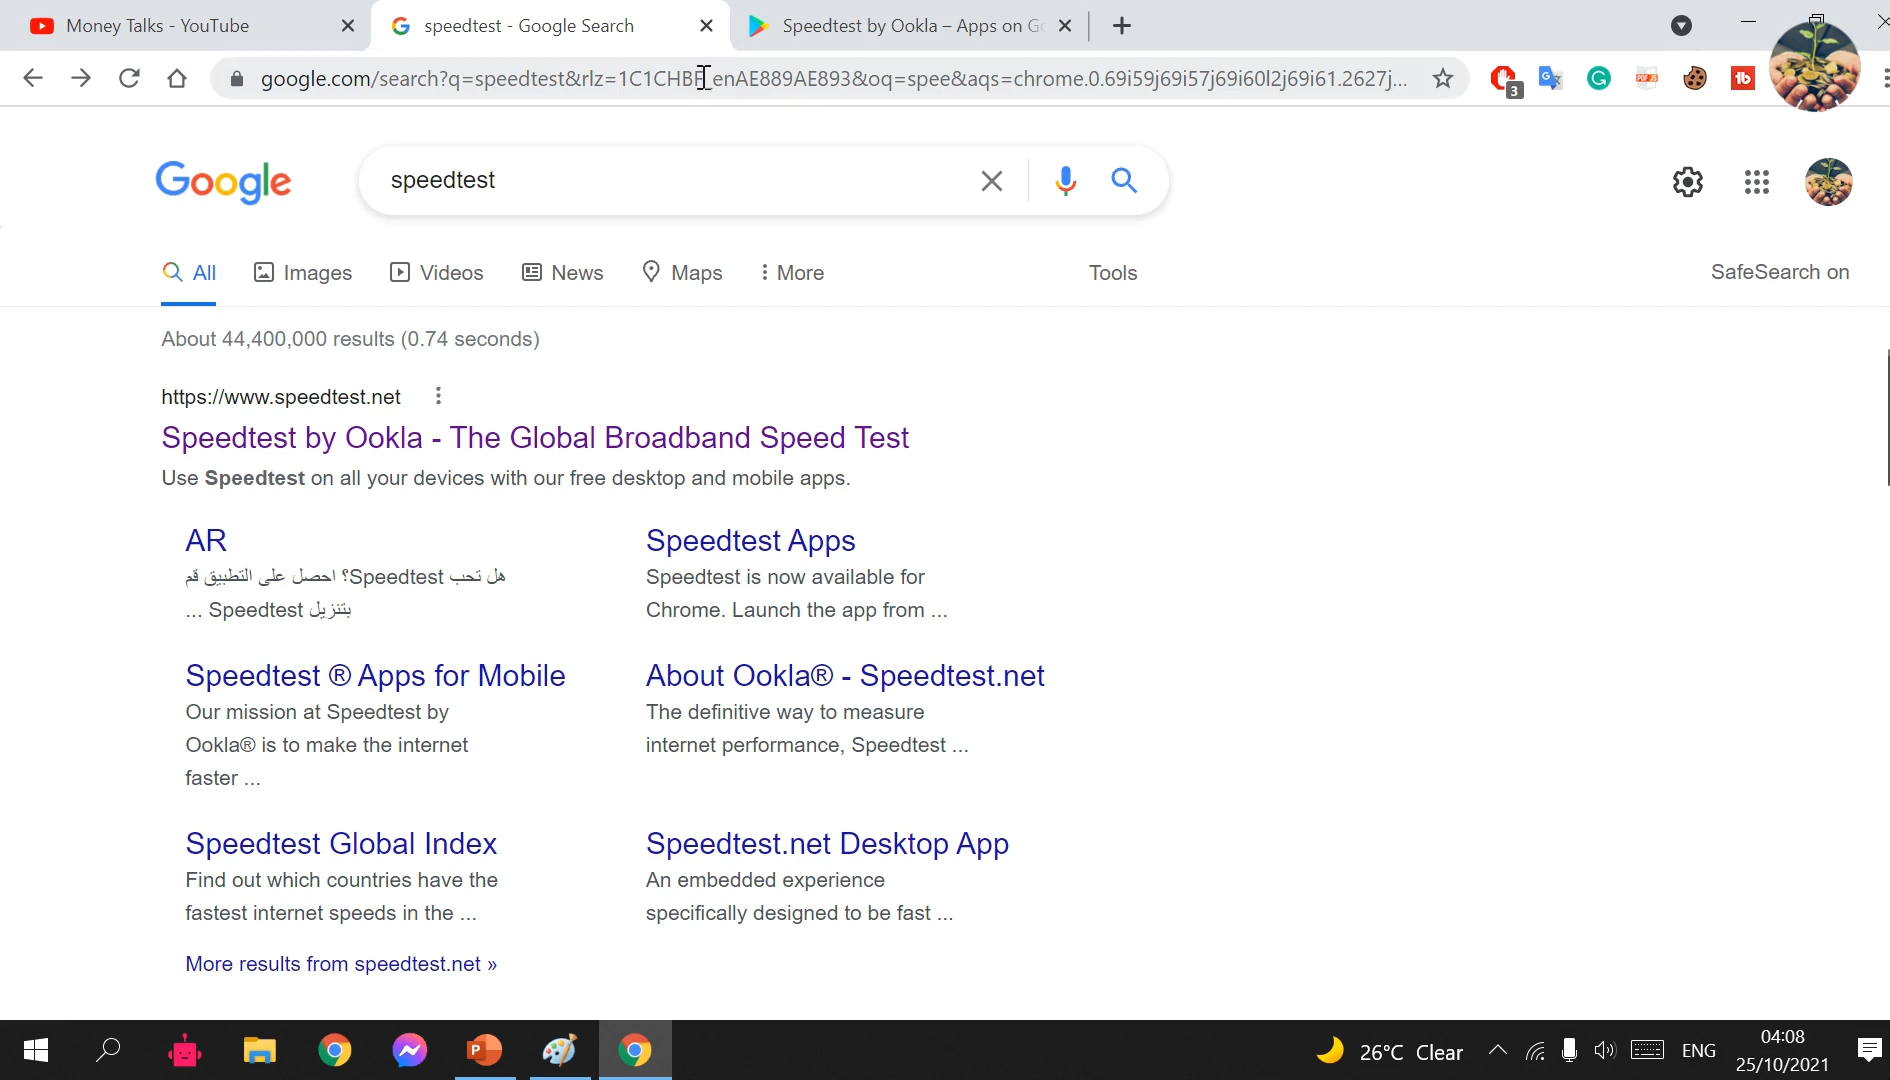 Money Talks - YouTube
speedtest - Google Search
Speedtest by Ookla – Apps on Go
google.com/search?q=speedtest&rlz=1C1CHBF_enAE889AE893&oq=spee&aqs=chrome.0.69i59j69i57j69i60l2j69i61.2627j...
3
Google
speedtest
All
Images
Videos
News
Maps
More
Tools
SafeSearch on
About 44,400,000 results (0.74 seconds)
https://www.speedtest.net
Speedtest by Ookla - The Global Broadband Speed Test
Use Speedtest on all your devices with our free desktop and mobile apps.
AR
هل تحب Speedtest؟ احصل على التطبيق قم
بتنزيل Speedtest ...
Speedtest Apps
Speedtest is now available for
Chrome. Launch the app from ...
Speedtest ® Apps for Mobile
Our mission at Speedtest by
Ookla® is to make the internet
faster ...
About Ookla® - Speedtest.net
The definitive way to measure
internet performance, Speedtest ...
Speedtest Global Index
Find out which countries have the
fastest internet speeds in the ...
Speedtest.net Desktop App
An embedded experience
specifically designed to be fast ...
More results from speedtest.net »
26°C Clear
ENG
04:08
25/10/2021